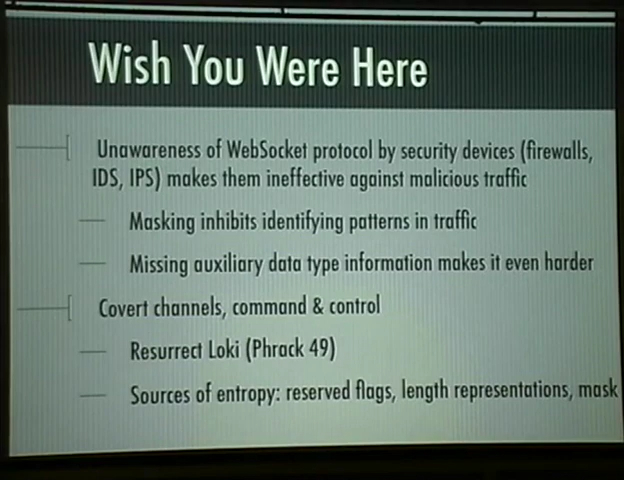 Wish You Were Here
Unawareness of WebSocket protocol by security devices (firewalls,
IDS, IPS) makes them ineffective against malicious traffic
Masking inhibits identifying patterns in traffic
Missing auxiliary data type information makes it even harder
Covert channels, command & control
Resurrect Loki (Phrack 49)
Sources of entropy: reserved flags, length representations, mask